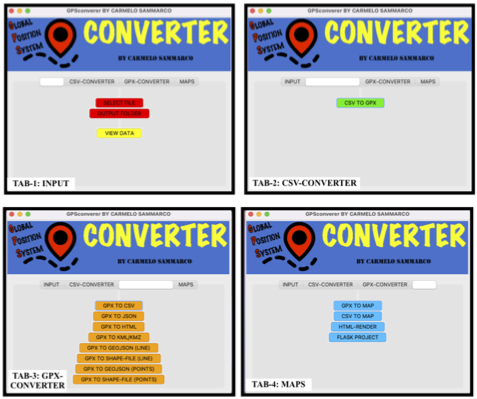 GPSconverer BY CARMELO SAMMARCO
GLOBAL
POSITION
SYSTEM
CONVERTER
BY CARMELO SAMMARCO
CSV-CONVERTER GPX-CONVERTER MAPS
SELECT FILE
OUTPUT FOLDER
VIEW DATA
TAB-1: INPUT
GPSconverer BY CARMELO SAMMARCO
GLOBAL
POSITION
SYSTEM
CONVERTER
BY CARMELO SAMMARCO
INPUT GPX-CONVERTER MAPS
CSV TO GPX
TAB-2: CSV-CONVERTER
GPSconverer BY CARMELO SAMMARCO
GLOBAL
POSITION
SYSTEM
CONVERTER
BY CARMELO SAMMARCO
INPUT CSV-CONVERTER MAPS
GPX TO CSV
GPX TO JSON
GPX TO HTML
GPX TO KML/KMZ
GPX TO GEOJSON (LINE)
GPX TO SHAPE-FILE (LINE)
GPX TO GEOJSON (POINTS)
GPX TO SHAPE-FILE (POINTS)
TAB-3: GPX-
CONVERTER
GPSconverer BY CARMELO SAMMARCO
GLOBAL
POSITION
SYSTEM
CONVERTER
BY CARMELO SAMMARCO
INPUT CSV-CONVERTER GPX-CONVERTER
GPX TO MAP
CSV TO MAP
HTML-RENDER
FLASK PROJECT
TAB-4: MAPS